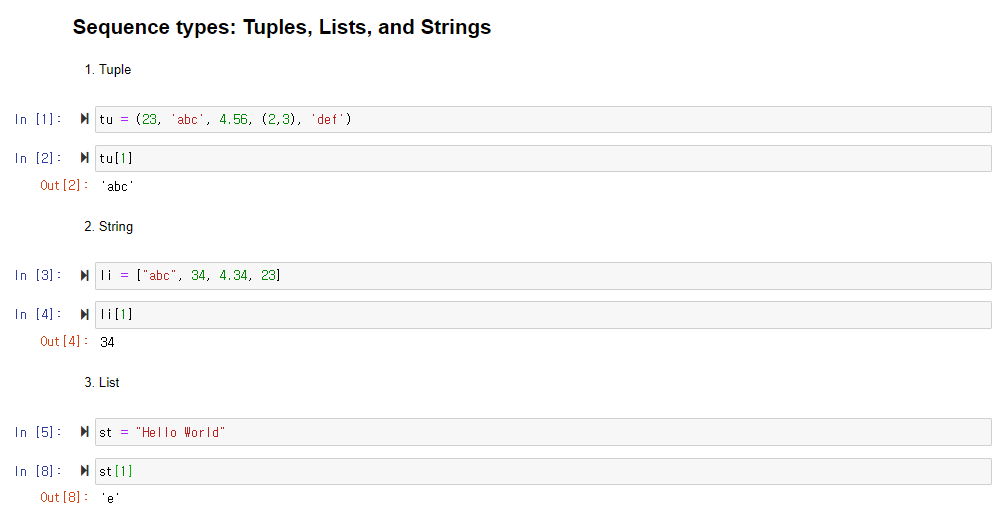 Sequence types: Tuples, Lists, and Strings
1. Tuple
In [1]: tu = (23, 'abc', 4.56, (2,3), 'def')
In [2]: tu[1]
Out[2]: 'abc'
2. String
In [3]: li = ["abc", 34, 4.34, 23]
In [4]: li[1]
Out[4]: 34
3. List
In [5]: st = "Hello World"
In [8]: st[1]
Out[8]: 'e'